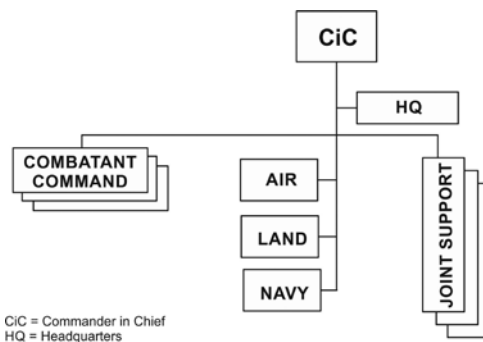 CiC
HQ
COMBATANT
COMMAND
AIR
LAND
NAVY
JOINT SUPPORT
CiC = Commander in Chief
HQ = Headquarters